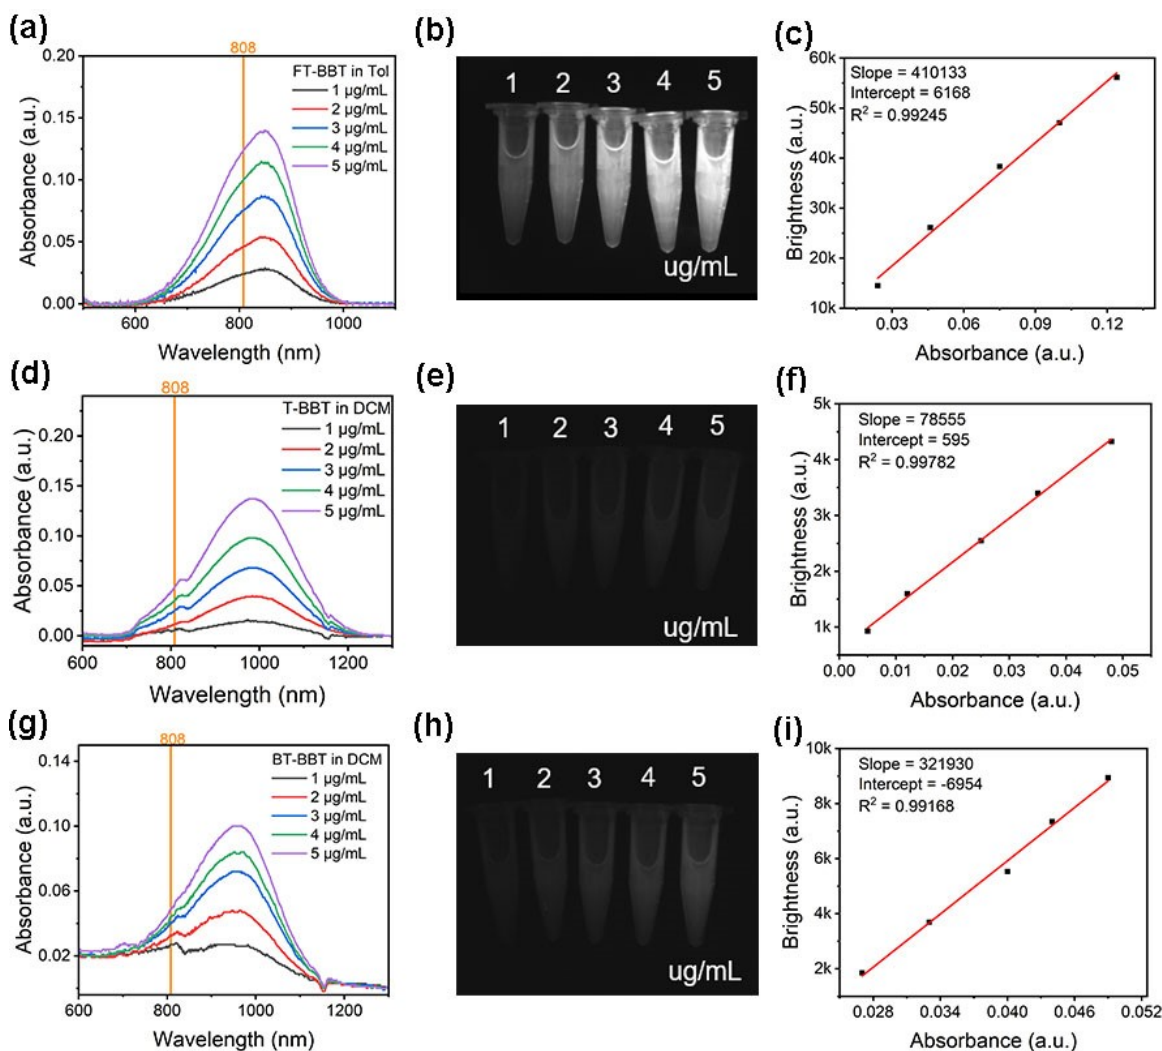 (a)
808
FT-BBT in Tol
1 µg/mL
2 µg/mL
3 µg/mL
4 µg/mL
5 µg/mL
0.20
0.15
0.10
0.05
0.00
Absorbance (a.u.)
600 800 1000
Wavelength (nm)
(b)
1 2 3 4 5
ug/mL
(c)
Slope = 410133
Intercept = 6168
R² = 0.99245
60k
50k
40k
30k
20k
10k
Brightness (a.u.)
0.03 0.06 0.09 0.12
Absorbance (a.u.)
(d)
808
T-BBT in DCM
1 µg/mL
2 µg/mL
3 µg/mL
4 µg/mL
5 µg/mL
0.20
0.15
0.10
0.05
0.00
Absorbance (a.u.)
600 800 1000 1200
Wavelength (nm)
(e)
1 2 3 4 5
ug/mL
(f)
Slope = 78555
Intercept = 595
R² = 0.99782
5k
4k
3k
2k
1k
Brightness (a.u.)
0.00 0.01 0.02 0.03 0.04 0.05
Absorbance (a.u.)
(g)
808
BT-BBT in DCM
1 µg/mL
2 µg/mL
3 µg/mL
4 µg/mL
5 µg/mL
0.14
0.10
0.06
0.02
Absorbance (a.u.)
600 800 1000 1200
Wavelength (nm)
(h)
1 2 3 4 5
ug/mL
(i)
Slope = 321930
Intercept = -6954
R² = 0.99168
10k
8k
6k
4k
2k
Brightness (a.u.)
0.028 0.034 0.040 0.046 0.052
Absorbance (a.u.)